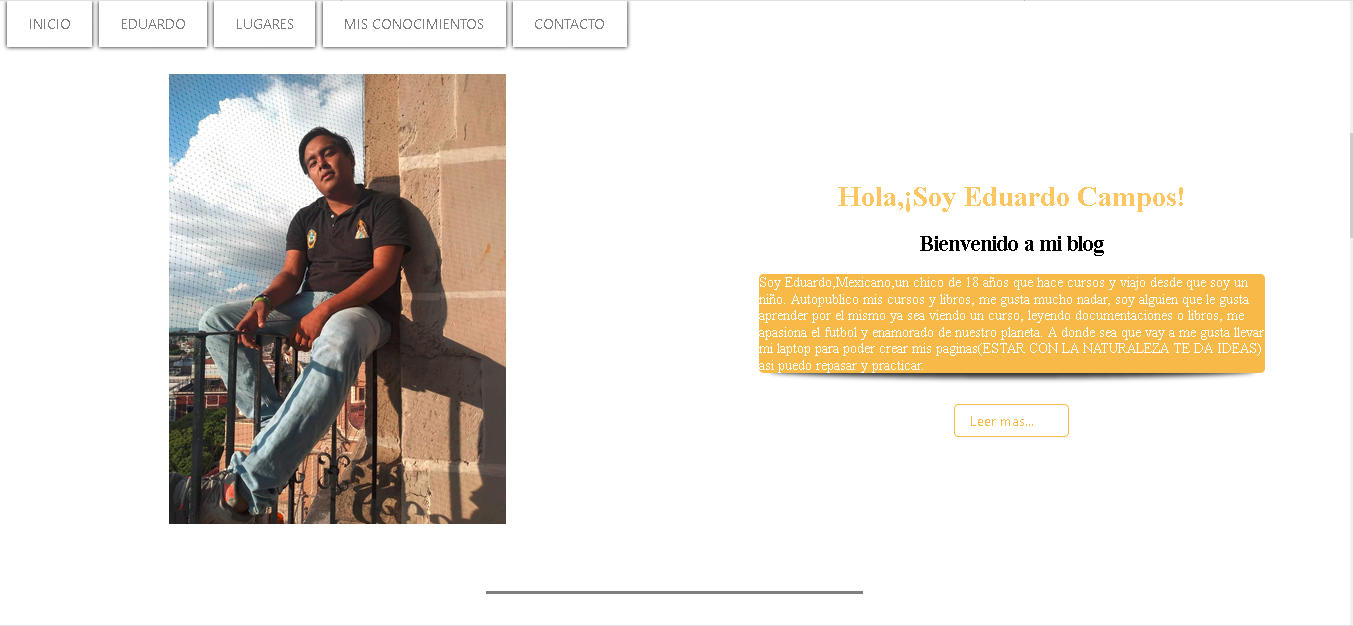 INICIO
EDUARDO
LUGARES
MIS CONOCIMIENTOS
CONTACTO
Hola,¡Soy Eduardo Campos!
Bienvenido a mi blog
Soy Eduardo,Mexicano,un chico de 18 años que hace cursos y viajo desde que soy un
niño. Autopublico mis cursos y libros, me gusta mucho nadar, soy alguien que le gusta
aprender por el mismo ya sea viendo un curso, leyendo documentaciones o libros, me
apasiona el futbol y enamorado de nuestro planeta. A donde sea que vay a me gusta llevar
mi laptop para poder crear mis paginas(ESTAR CON LA NATURALEZA TE DA IDEAS)
asi puedo repasar y practicar.
Leer mas...